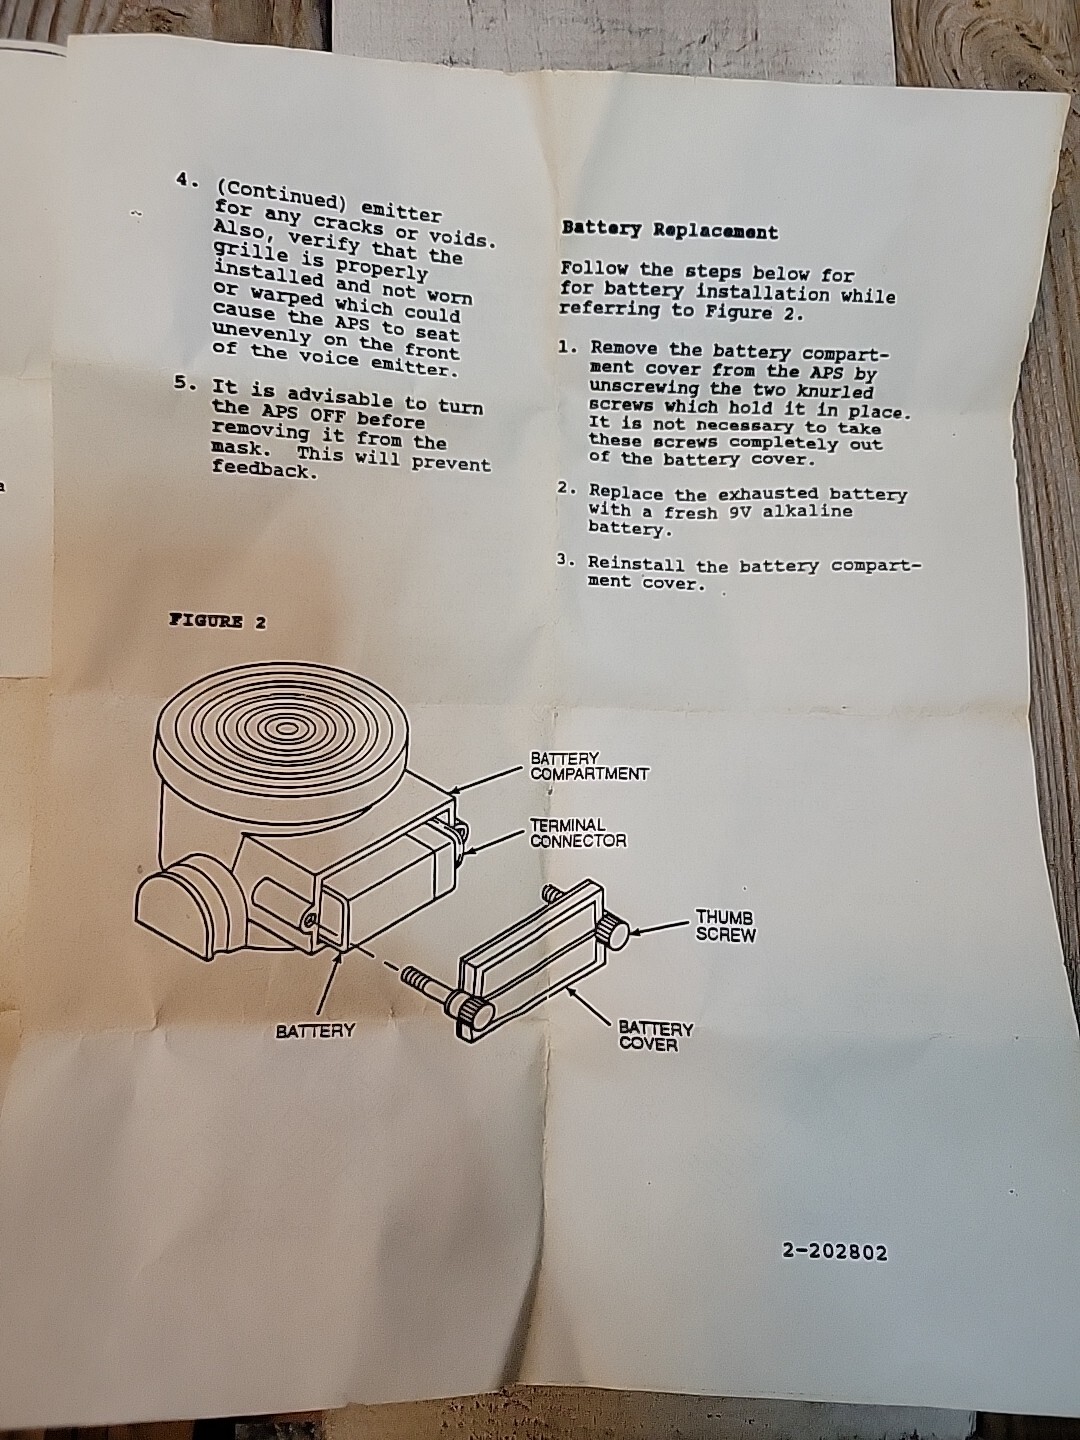 4. (Continued) emitter
for any cracks or voids.
Also, verify that the
grille is properly
installed and not worn
or warped which could
cause the APS to seat
unevenly on the front
of the voice emitter.
5. It is advisable to turn
the APS OFF before
removing it from the
mask. This will prevent
feedback.
Battery Replacement
Follow the steps below for
for battery installation while
referring to Figure 2.
1. Remove the battery compart-
ment cover from the APS by
unscrewing the two knurled
screws which hold it in place.
It is not necessary to take
these screws completely out
of the battery cover.
2. Replace the exhausted battery
with a fresh 9V alkaline
battery.
3. Reinstall the battery compart-
ment cover.
FIGURE 2
BATTERY
COMPARTMENT
TERMINAL
CONNECTOR
THUMB
SCREW
BATTERY
BATTERY
COVER
2-202802